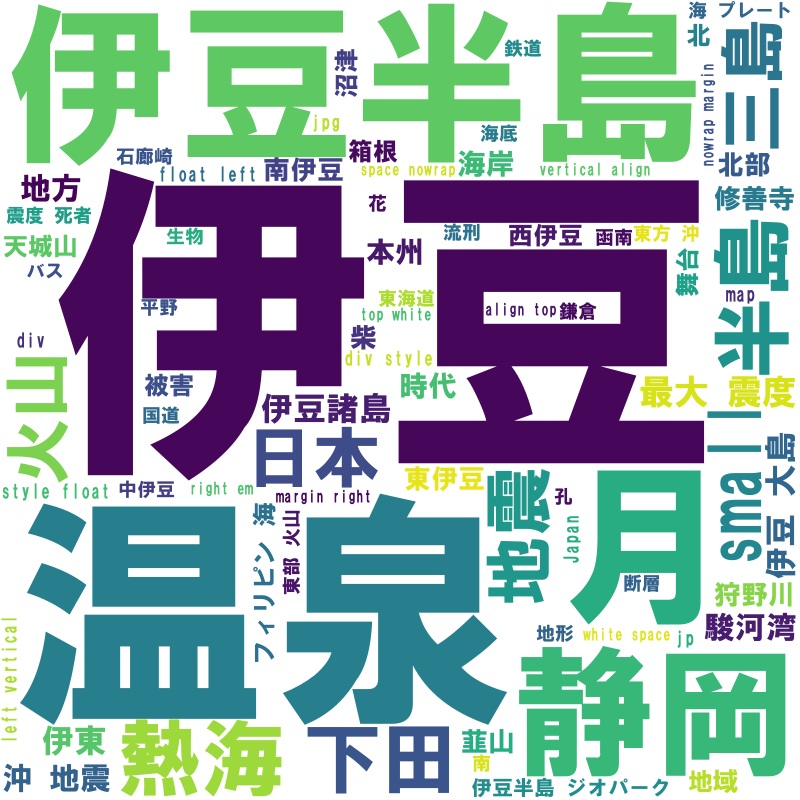 伊豆半島
海 プレート
北
鉄道
三島
沼津
jpg
海底
nowrap margin
石廊崎
箱根
float left
南伊豆
space nowrap
海岸
vertical align
北部
地方
修善寺
震度 死者
花
伊豆
天城山
生物
本州
流刑
西伊豆
函南
東方 沖
舞台
半島
バス
map
平野
東海道
top white
align top
鎌倉
div
柴
div style
火山
被害
時代
最大 震度
国道
伊豆諸島
日本
small
東伊豆
伊豆 大島
style float
中伊豆
right em
margin right
地震
孔
月
温泉
フィリピン 海
東部 火山
Japan
断層
狩野川
left vertical
地形
white space
jp
駿河湾
静岡
伊東
熱海
下田
韮山
南
沖 地震
伊豆半島 ジオパーク
地域